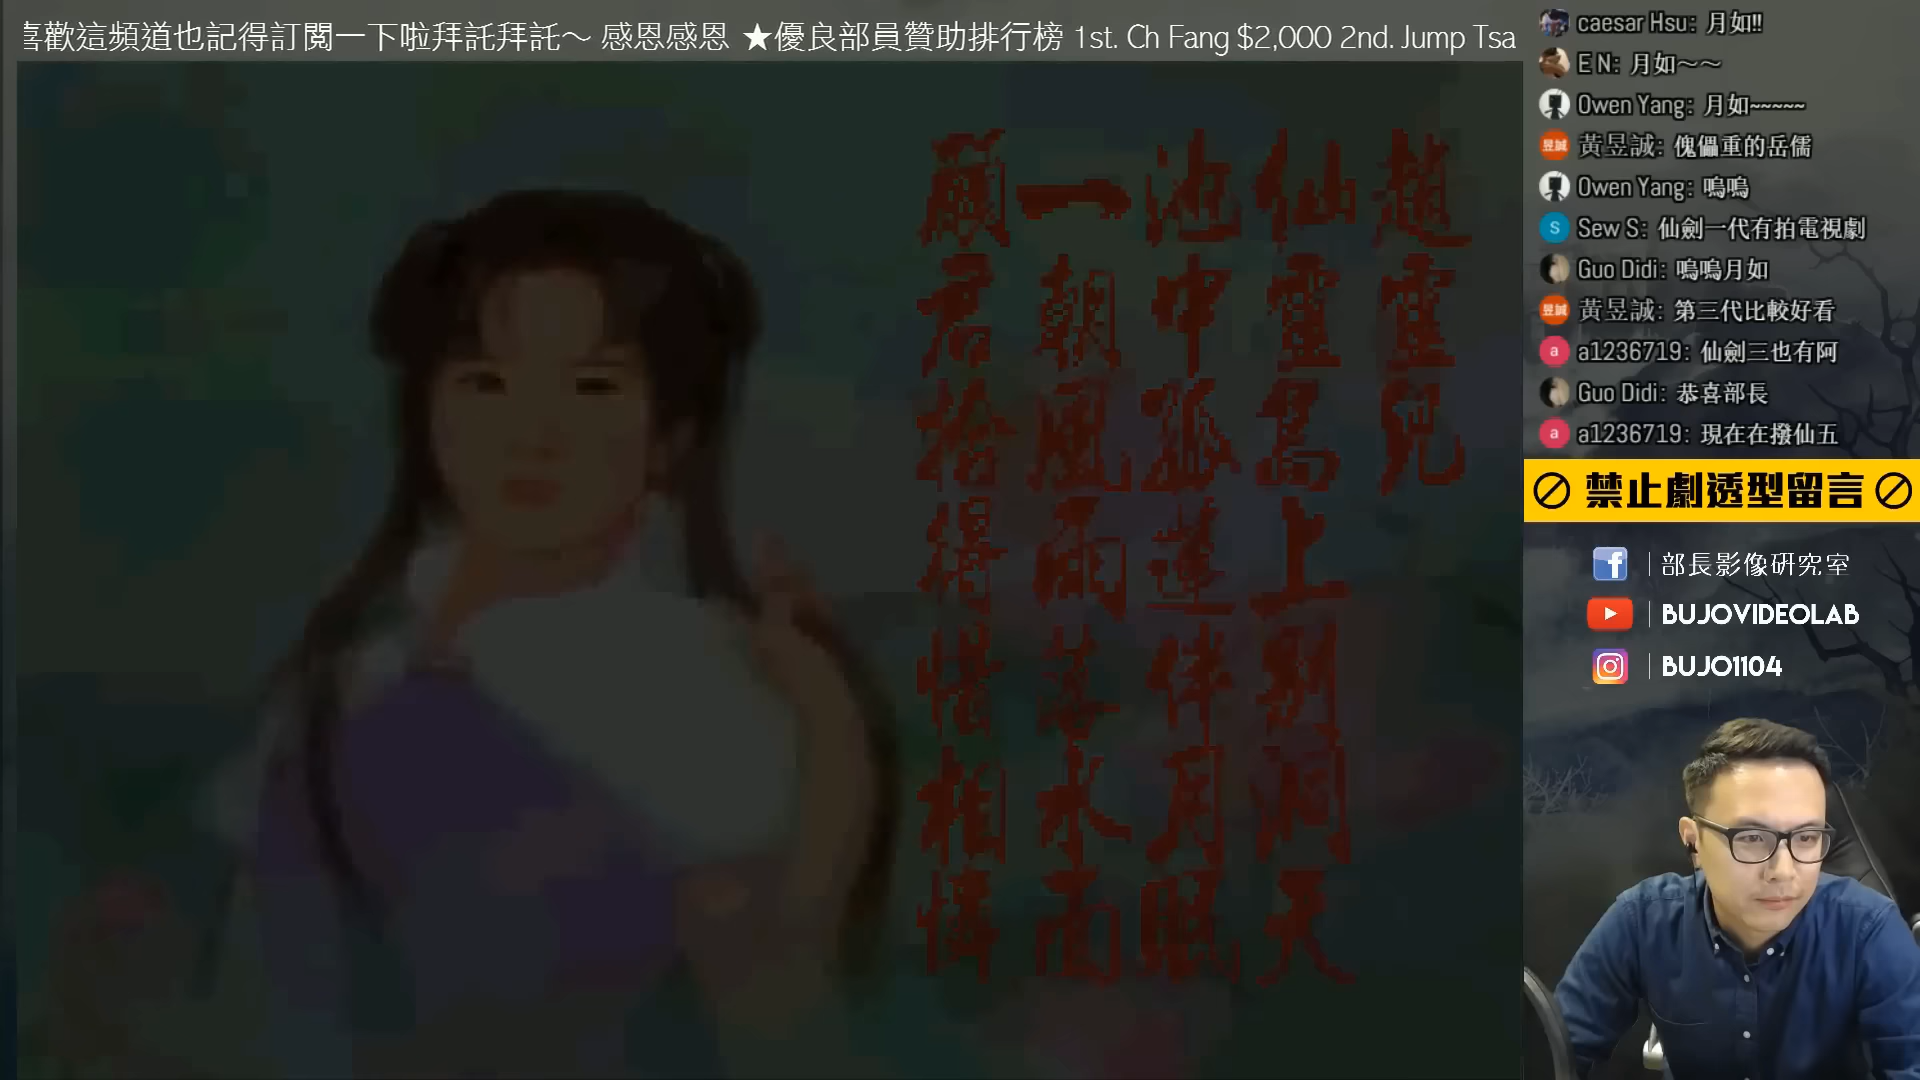 喜歡這頻道也記得訂閱一下啦拜託拜託～ 感恩感恩 ★優良部員贊助排行榜 1st. Ch Fang $2,000 2nd. Jump Tsa
趙靈兒
仙靈島上別洞天
池中孤蓮伴月眠
一朝風雨落水面
願君拾得惜相憐
caesar Hsu: 月如!!
E N: 月如～～
Owen Yang: 月如~~~~~
黃昱誠: 傀儡重的岳儒
Owen Yang: 嗚嗚
Sew S: 仙劍一代有拍電視劇
Guo Didi: 嗚嗚月如
黃昱誠: 第三代比較好看
a1236719: 仙劍三也有阿
Guo Didi: 恭喜部長
a1236719: 現在在撥仙五
禁止劇透型留言
部長影像研究室
BUJOVIDEOLAB
BUJO1104